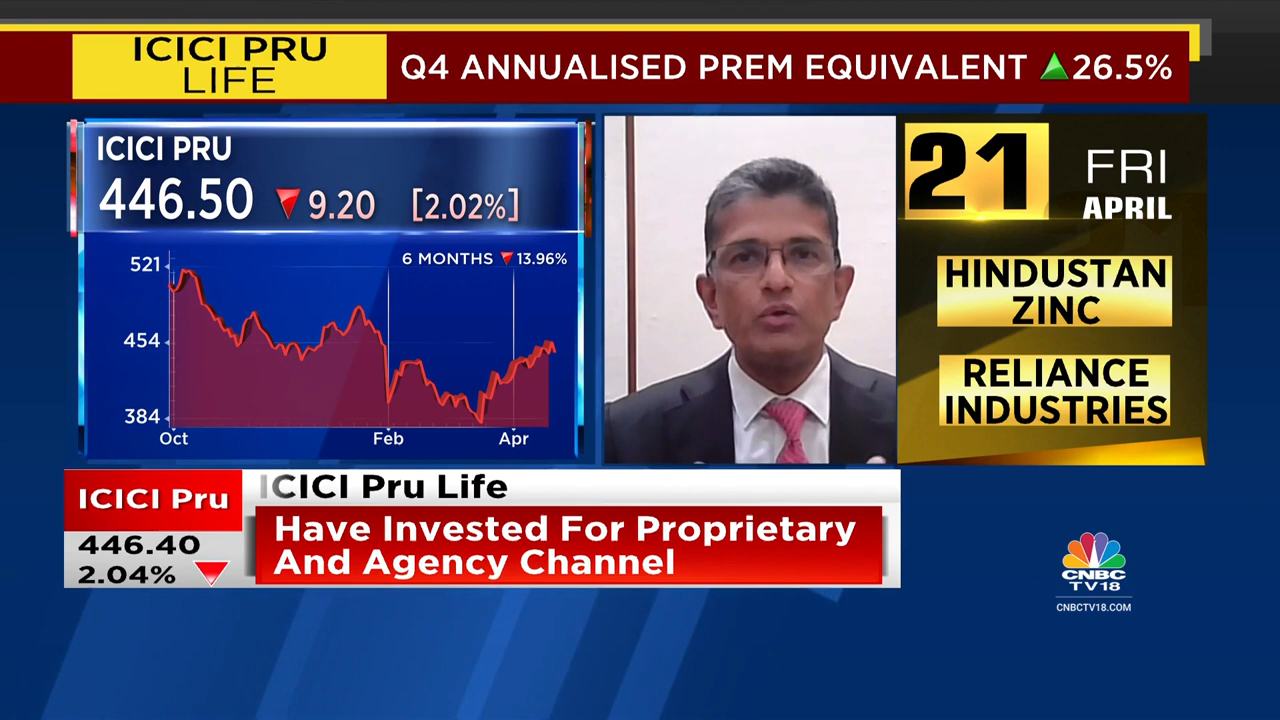 ICICI PRU
LIFE
Q4 ANNUALISED PREM EQUIVALENT 26.5%
ICICI PRU
446.50 9.20 [2.02%]
6 MONTHS 13.96%
521
454
384
Oct Feb Apr
21 FRI
APRIL
HINDUSTAN
ZINC
RELIANCE
INDUSTRIES
ICICI Pru
446.40
2.04%
ICICI Pru Life
Have Invested For Proprietary
And Agency Channel
CNBC
TV18
CNBCTV18.COM